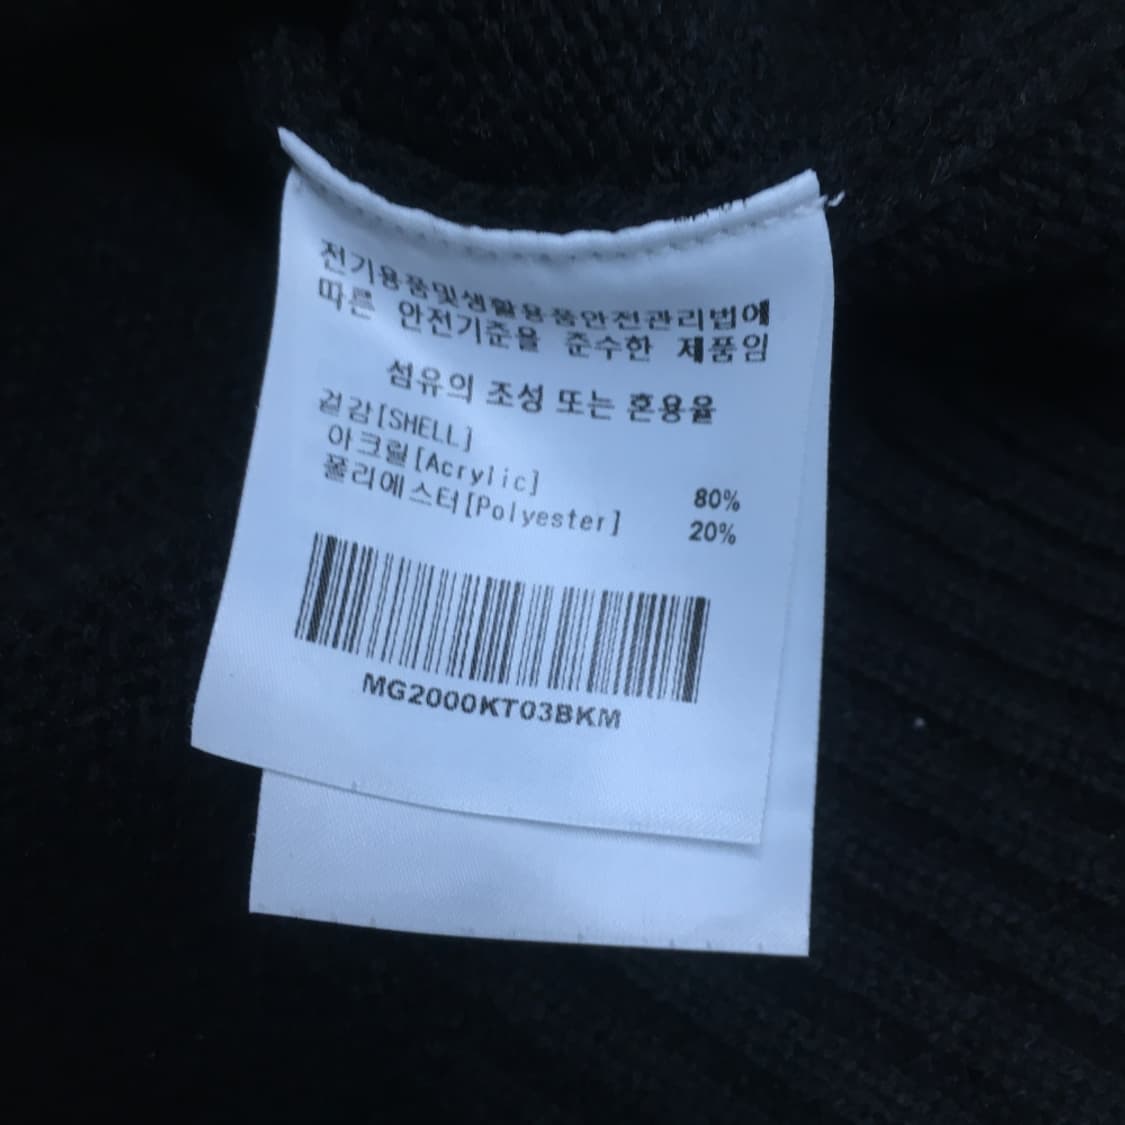 전기용품및생활용품안전관리법에
따른 안전기준을 준수한 제품임
섬유의 조성 또는 혼용율
겉감[SHELL]
아크릴[Acrylic] 80%
폴리에스터[Polyester] 20%
MG2000KT03BKM